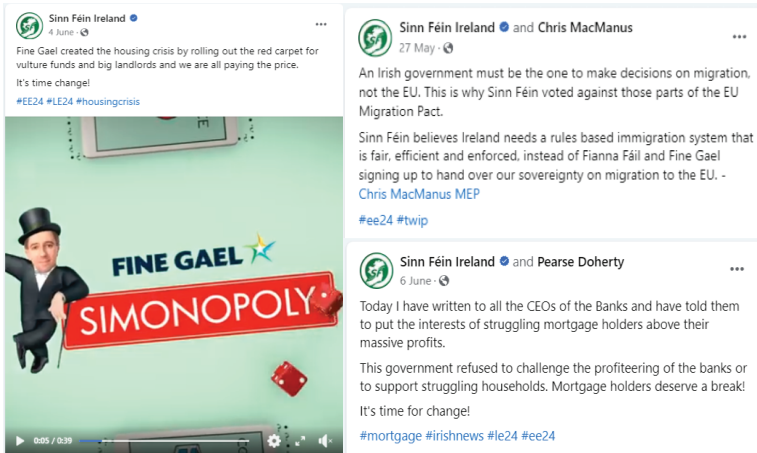 Sinn Féin Ireland
4 June ·
Fine Gael created the housing crisis by rolling out the red carpet for
vulture funds and big landlords and we are all paying the price.
It's time change!
#EE24 #LE24 #housingcrisis
FINE GAEL
SIMONOPOLY
0:05 / 0:39
Sinn Féin Ireland and Chris MacManus
27 May ·
An Irish government must be the one to make decisions on migration,
not the EU. This is why Sinn Féin voted against those parts of the EU
Migration Pact.
Sinn Féin believes Ireland needs a rules based immigration system that
is fair, efficient and enforced, instead of Fianna Fáil and Fine Gael
signing up to hand over our sovereignty on migration to the EU. -
Chris MacManus MEP
#ee24 #twip
Sinn Féin Ireland and Pearse Doherty
6 June ·
Today I have written to all the CEOs of the Banks and have told them
to put the interests of struggling mortgage holders above their
massive profits.
This government refused to challenge the profiteering of the banks or
to support struggling households. Mortgage holders deserve a break!
It's time for change!
#mortgage #irishnews #le24 #ee24